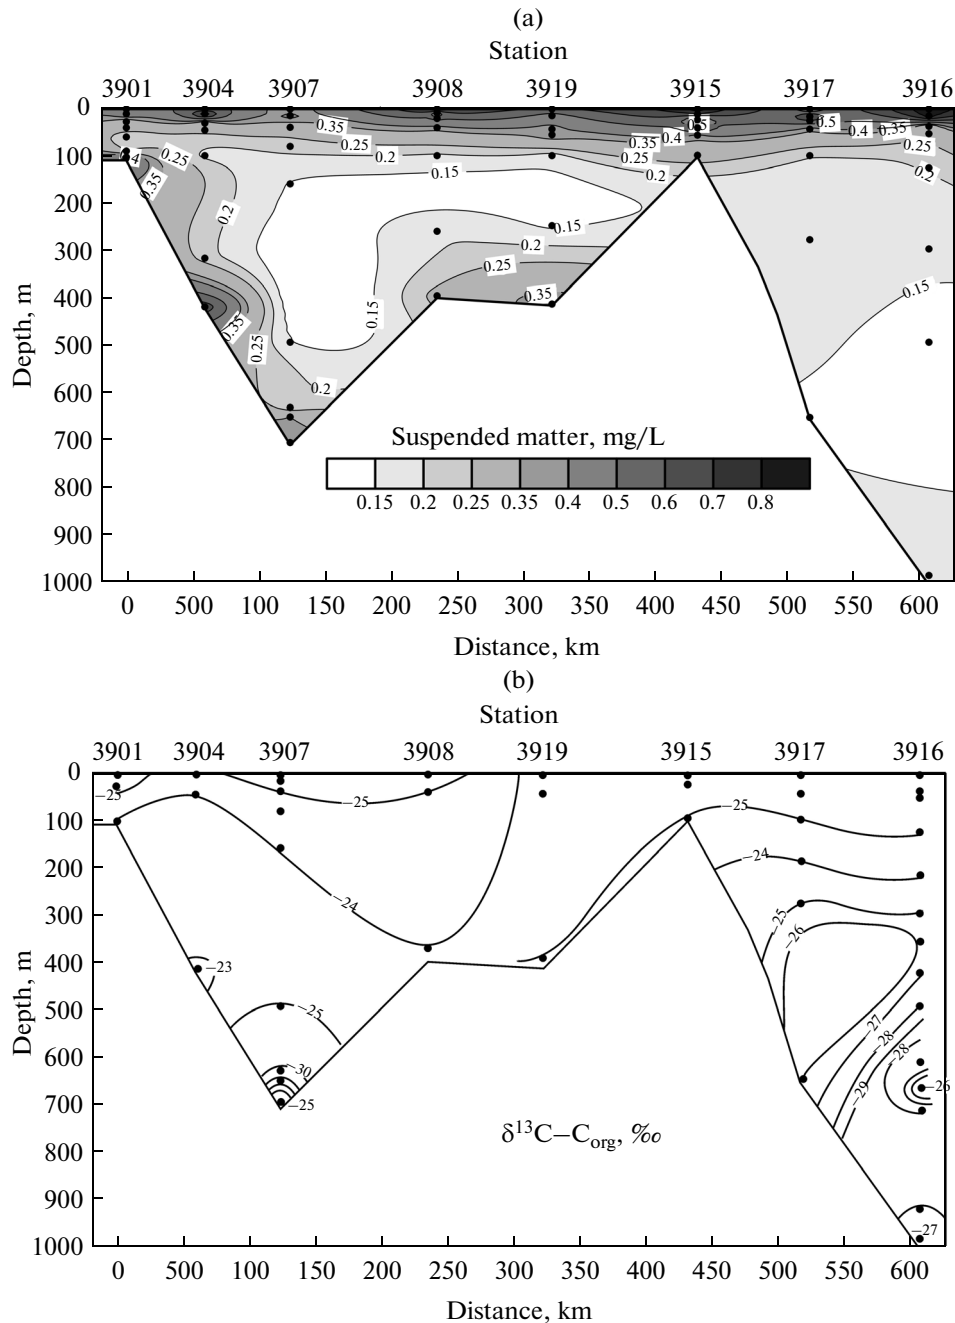 (a)
Station
3901 3904 3907 3908 3919 3915 3917 3916
0
100
200
300
400
500
600
700
800
900
1000
Depth, m
0.35 0.25 0.2 0.15 0.35 0.4 0.5 0.25 0.2 0.5 0.4 0.35 0.25 0.2
0.25 0.35 0.2
0.15
0.2
0.25
0.35
0.15
0.15
0.35
0.25
0.2
Suspended matter, mg/L
0.15 0.2 0.25 0.35 0.4 0.5 0.6 0.7 0.8
0 500 100 150 200 250 300 350 400 450 500 550 600
Distance, km
(b)
Station
3901 3904 3907 3908 3919 3915 3917 3916
0
100
200
300
400
500
600
700
800
900
1000
Depth, m
−25 −25 −25
−24
−24
−25
−26
−23
−25
−27
−28
−28
−30
−26
−29
−25
−27
δ¹³C–C_org, ‰
0 500 100 150 200 250 300 350 400 450 500 550 600
Distance, km